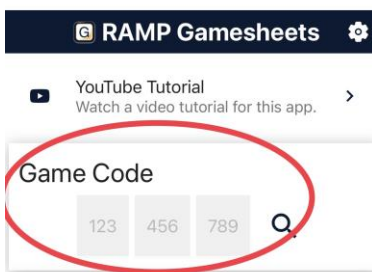 G RAMP Gamesheets
YouTube Tutorial
Watch a video tutorial for this app.
Game Code
123 456 789